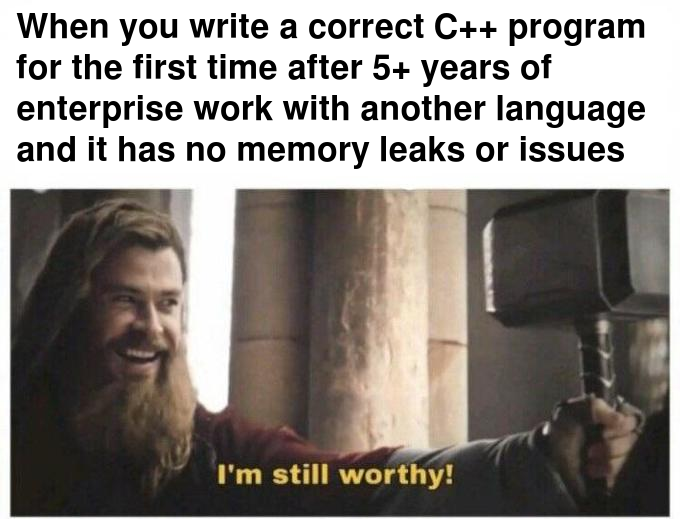 When you write a correct C++ program
for the first time after 5+ years of
enterprise work with another language
and it has no memory leaks or issues
I'm still worthy!